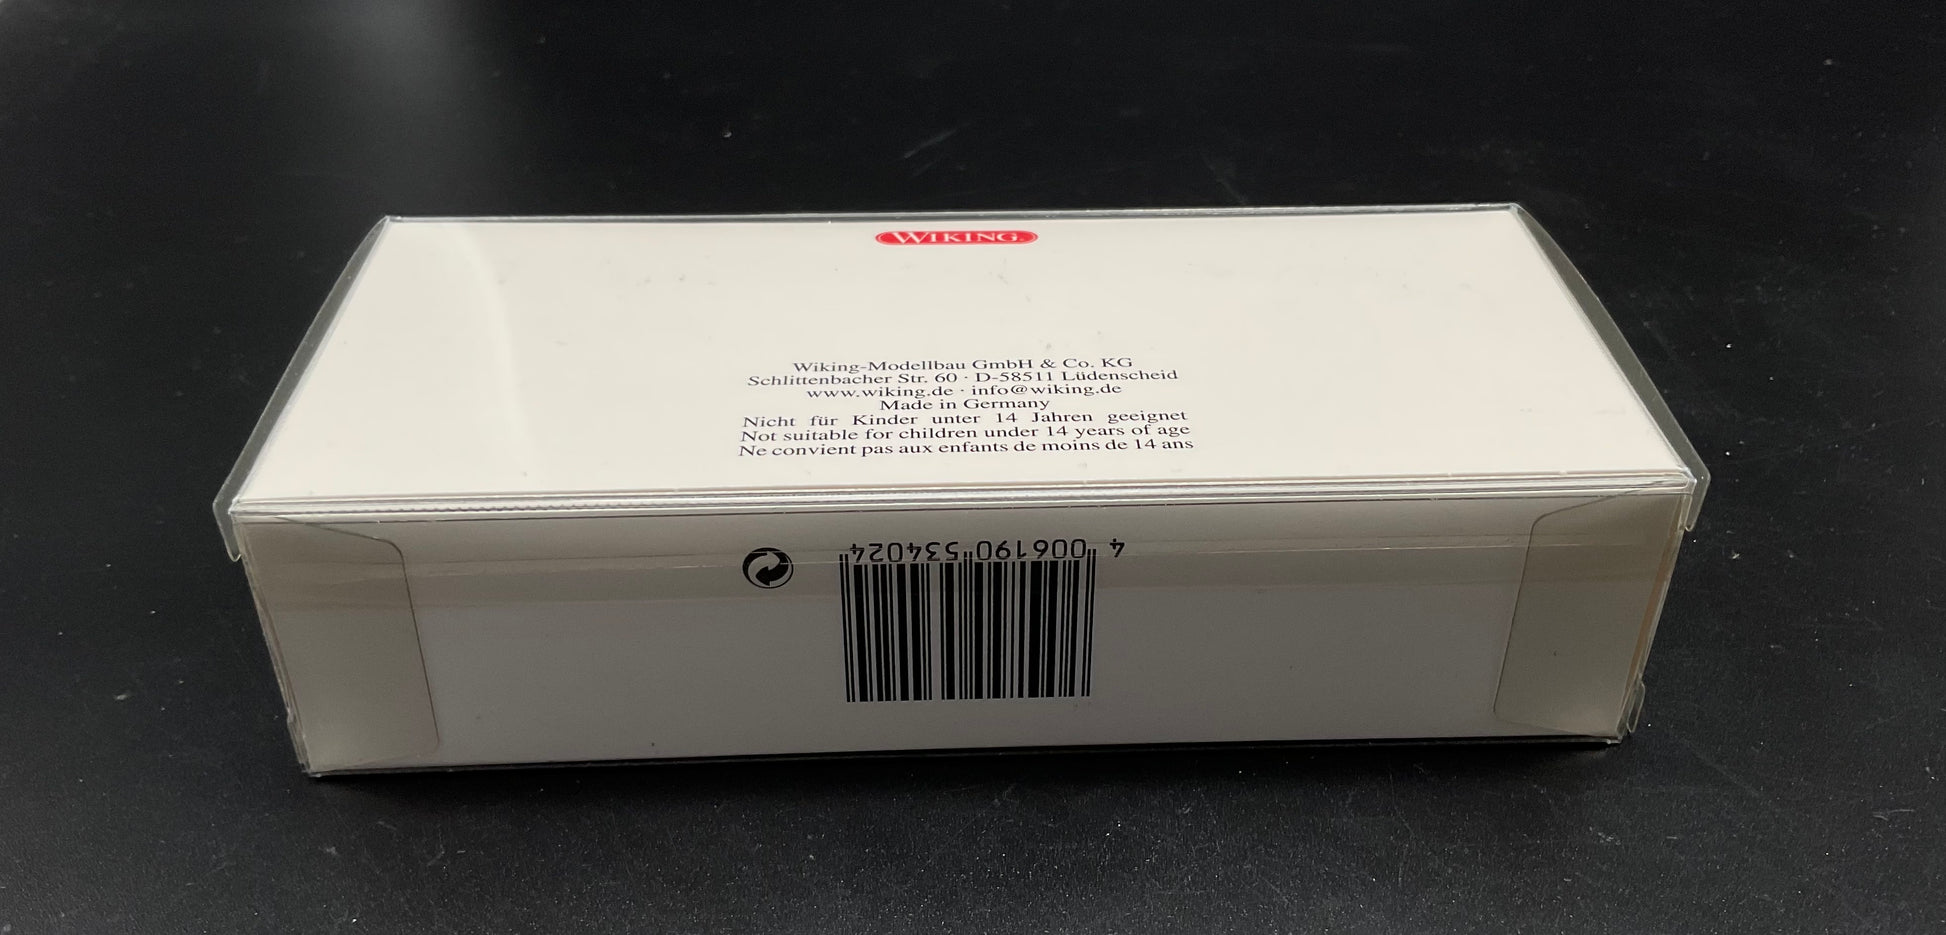 WIKING
Wiking-Modellbau GmbH & Co. KG
Schlittenbacher Str. 60 · D-58511 Lüdenscheid
www.wiking.de · info@wiking.de
Made in Germany
Nicht für Kinder unter 14 Jahren geeignet
Not suitable for children under 14 years of age
Ne convient pas aux enfants de moins de 14 ans
4 006190 534024